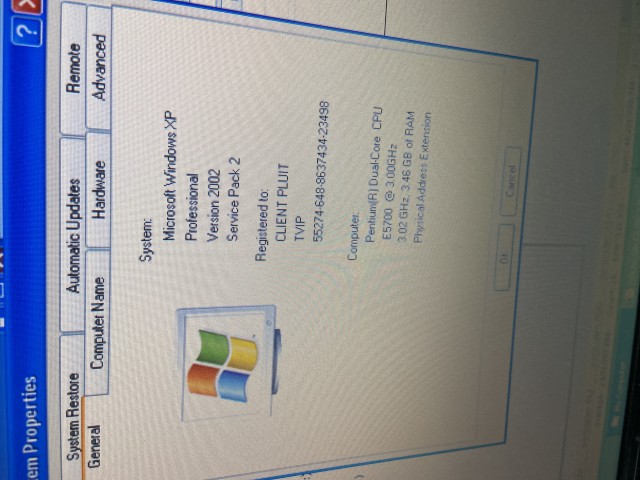 em Properties
?
System Restore
Automatic Updates
Remote
General
Computer Name
Hardware
Advanced
System:
Microsoft Windows XP
Professional
Version 2002
Service Pack 2
Registered to:
CLIENT PLUIT
TVIP
55274-648-8637434-23498
Computer:
Pentium(R) Dual-Core CPU
E5700 @ 3.00GHz
3.02 GHz, 3.46 GB of RAM
Physical Address Extension
OK
Cancel